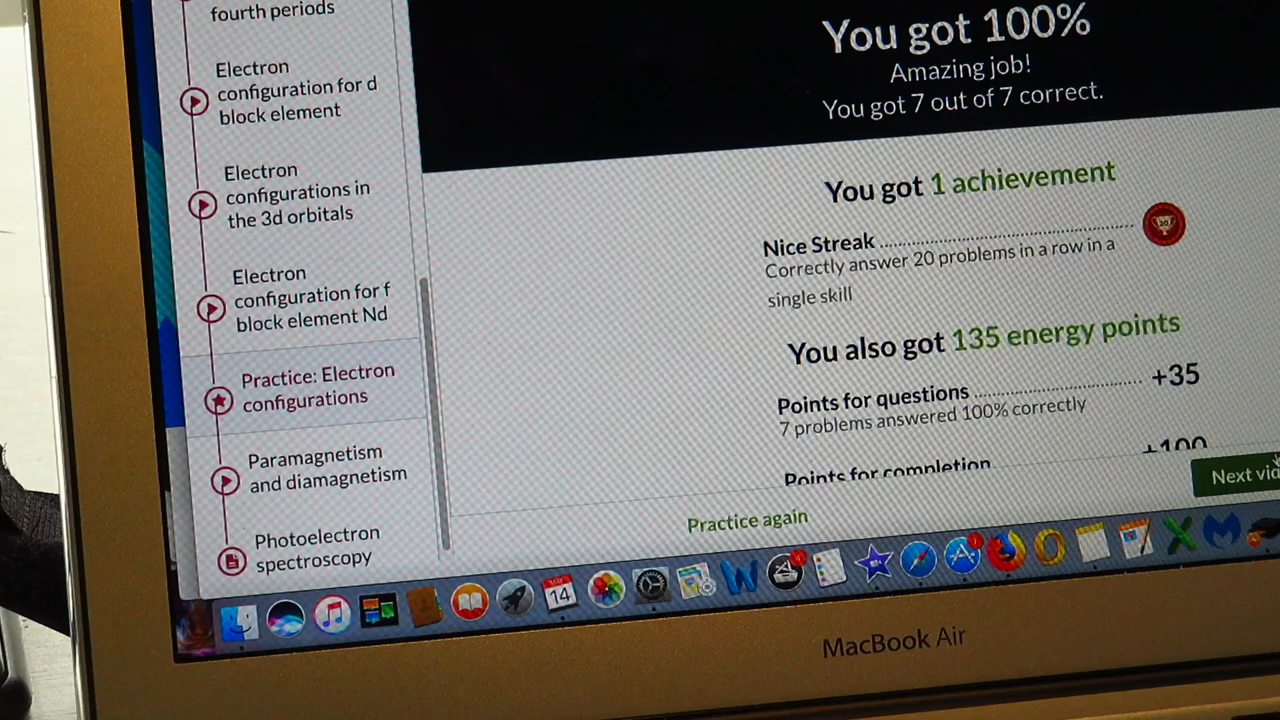 fourth periods
Electron
configuration for d
block element
Electron
configurations in
the 3d orbitals
Electron
configuration for f
block element Nd
Practice: Electron
configurations
Paramagnetism
and diamagnetism
Photoelectron
spectroscopy
You got 100%
Amazing job!
You got 7 out of 7 correct.
You got 1 achievement
Nice Streak
20
Correctly answer 20 problems in a row in a
single skill
You also got 135 energy points
Points for questions +35
7 problems answered 100% correctly
Points for completion +100
Practice again
Next vid
14
MacBook Air